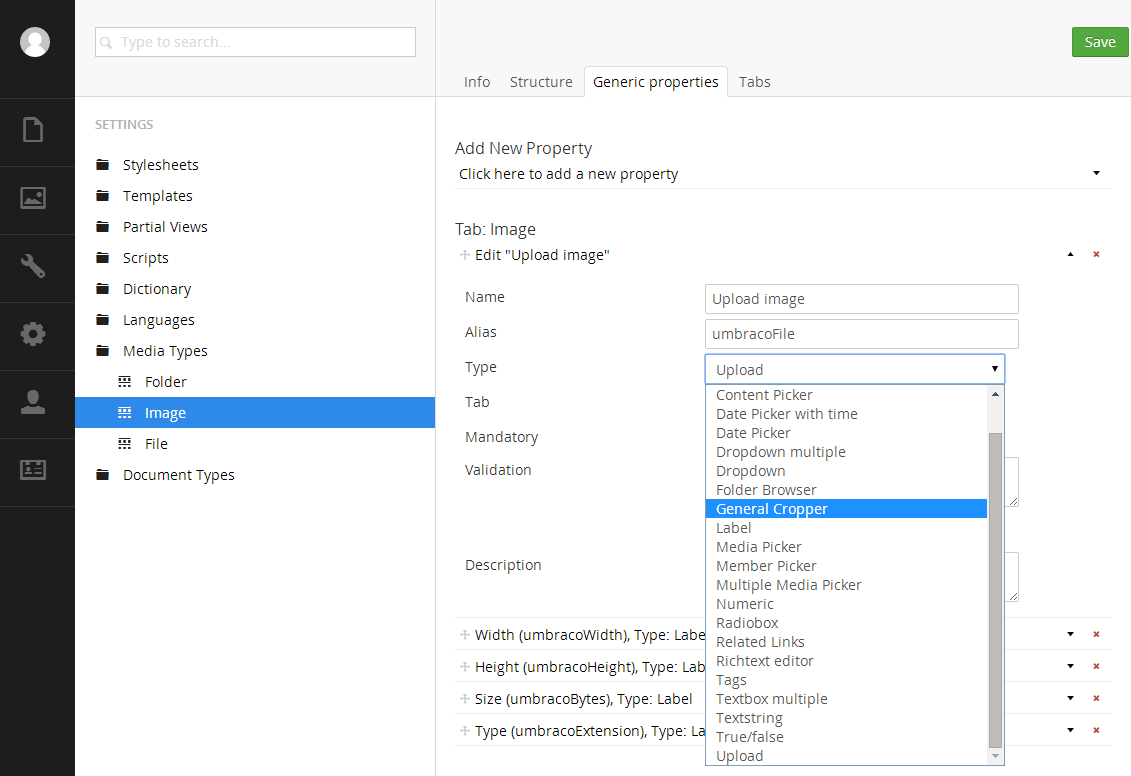 Type to search...
Save
Info Structure Generic properties Tabs
SETTINGS
Stylesheets
Templates
Partial Views
Scripts
Dictionary
Languages
Media Types
Folder
Image
File
Document Types
Add New Property
Click here to add a new property
Tab: Image
Edit "Upload image"
Name Upload image
Alias umbracoFile
Type Upload
Tab
Mandatory
Validation
Description
Content Picker
Date Picker with time
Date Picker
Dropdown multiple
Dropdown
Folder Browser
General Cropper
Label
Media Picker
Member Picker
Multiple Media Picker
Numeric
Radiobox
Related Links
Richtext editor
Tags
Textbox multiple
Textstring
True/false
Upload
Width (umbracoWidth), Type: Labe
Height (umbracoHeight), Type: Lab
Size (umbracoBytes), Type: Label
Type (umbracoExtension), Type: La